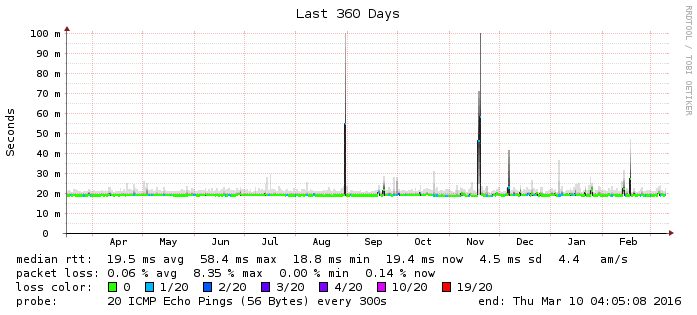 Last 360 Days
RRDTOOL / TOBI OETIKER
Seconds
100 m
90 m
80 m
70 m
60 m
50 m
40 m
30 m
20 m
10 m
0
Apr May Jun Jul Aug Sep Oct Nov Dec Jan Feb
median rtt: 19.5 ms avg 58.4 ms max 18.8 ms min 19.4 ms now 4.5 ms sd 4.4 am/s
packet loss: 0.06 % avg 8.35 % max 0.00 % min 0.14 % now
loss color: 0 1/20 2/20 3/20 4/20 10/20 19/20
probe: 20 ICMP Echo Pings (56 Bytes) every 300s end: Thu Mar 10 04:05:08 2016